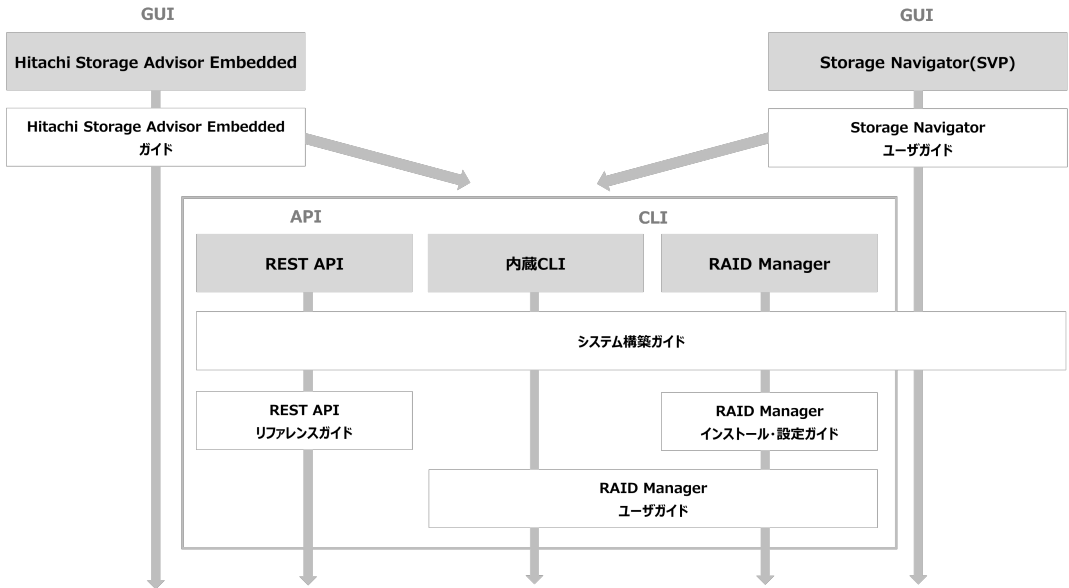 GUI
GUI
Hitachi Storage Advisor Embedded
Storage Navigator(SVP)
Hitachi Storage Advisor Embedded
ガイド
Storage Navigator
ユーザガイド
API
CLI
REST API
内蔵CLI
RAID Manager
システム構築ガイド
REST API
リファレンスガイド
RAID Manager
インストール・設定ガイド
RAID Manager
ユーザガイド